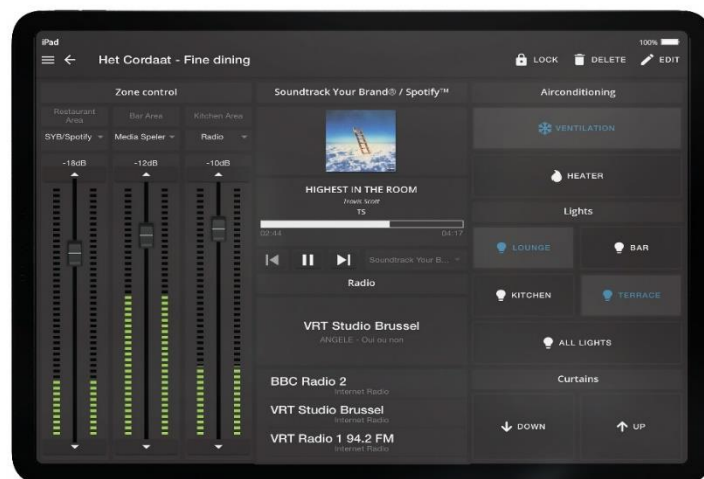 iPad
100%
Het Cordaat - Fine dining
LOCK
DELETE
EDIT
Zone control
Restaurant Area
Bar Area
Kitchen Area
SYB/Spotify
Media Speler
Radio
-18dB
-12dB
-10dB
Soundtrack Your Brand® / Spotify™
HIGHEST IN THE ROOM
Travis Scott
TS
02:44
04:17
Soundtrack Your B...
Radio
VRT Studio Brussel
ANGELE - Oui ou non
BBC Radio 2
Internet Radio
VRT Studio Brussel
Internet Radio
VRT Radio 1 94.2 FM
Internet Radio
Airconditioning
VENTILATION
HEATER
Lights
LOUNGE
BAR
KITCHEN
TERRACE
ALL LIGHTS
Curtains
DOWN
UP